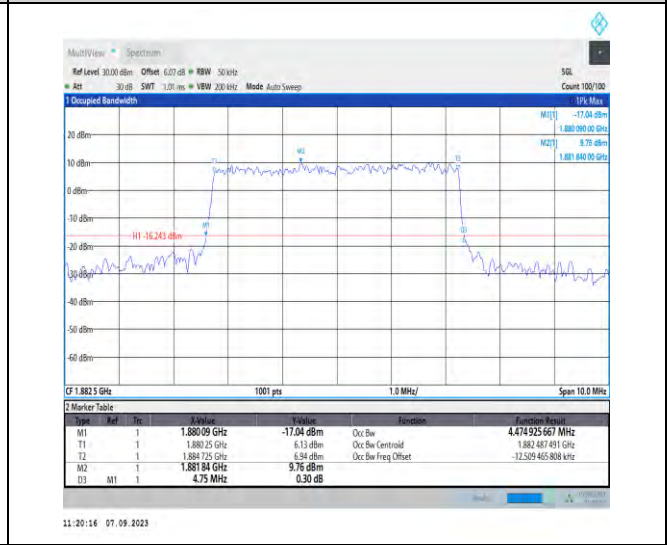 MultiView Spectrum
Ref Level 30.00 dBm Offset 6.07 dB RBW 50 kHz SGL
Att 30 dB SWT 1.01 ms VBW 200 kHz Mode Auto Sweep Count 100/100
1 Occupied Bandwidth 1Pk Max
M1[1] -17.04 dBm
1.880 090 00 GHz
M2[1] 9.76 dBm
1.881 840 00 GHz
20 dBm
M2
T1
10 dBm
0 dBm
-10 dBm
M1
D3
H1 -16.243 dBm
-20 dBm
-30 dBm
-40 dBm
-50 dBm
-60 dBm
CF 1.882 5 GHz 1001 pts 1.0 MHz/ Span 10.0 MHz
2 Marker Table
Type Ref Trc X-Value Y-Value Function Function Result
M1 1 1.880 09 GHz -17.04 dBm Occ Bw 4.474 925 667 MHz
T1 1 1.880 25 GHz 6.13 dBm Occ Bw Centroid 1.882 487 491 GHz
T2 1 1.884 725 GHz 6.94 dBm Occ Bw Freq Offset -12.509 465 808 kHz
M2 1 1.881 84 GHz 9.76 dBm
D3 M1 1 4.75 MHz 0.30 dB
11:20:16 07.09.2023